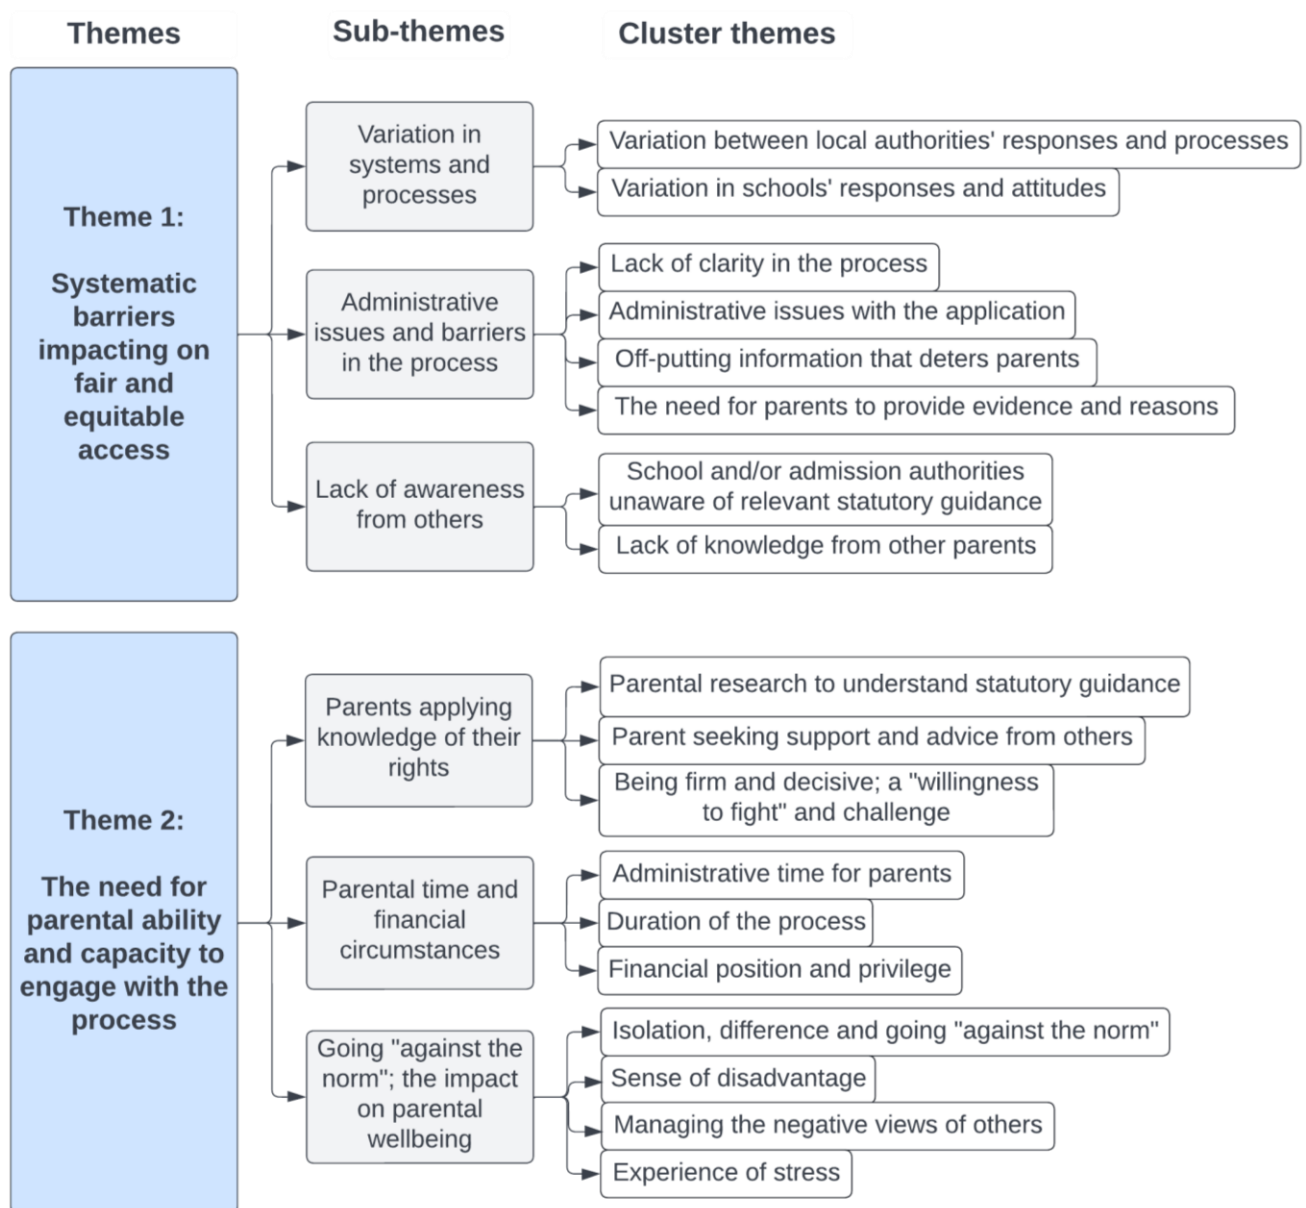 Themes
Sub-themes
Cluster themes
Theme 1:
Systematic
barriers
impacting on
fair and
equitable
access
Variation in
systems and
processes
Variation between local authorities' responses and processes
Variation in schools' responses and attitudes
Administrative
issues and barriers
in the process
Lack of clarity in the process
Administrative issues with the application
Off-putting information that deters parents
The need for parents to provide evidence and reasons
Lack of awareness
from others
School and/or admission authorities
unaware of relevant statutory guidance
Lack of knowledge from other parents
Theme 2:
The need for
parental ability
and capacity to
engage with the
process
Parents applying
knowledge of their
rights
Parental research to understand statutory guidance
Parent seeking support and advice from others
Being firm and decisive; a "willingness
to fight" and challenge
Parental time and
financial
circumstances
Administrative time for parents
Duration of the process
Financial position and privilege
Going "against the
norm"; the impact
on parental
wellbeing
Isolation, difference and going "against the norm"
Sense of disadvantage
Managing the negative views of others
Experience of stress